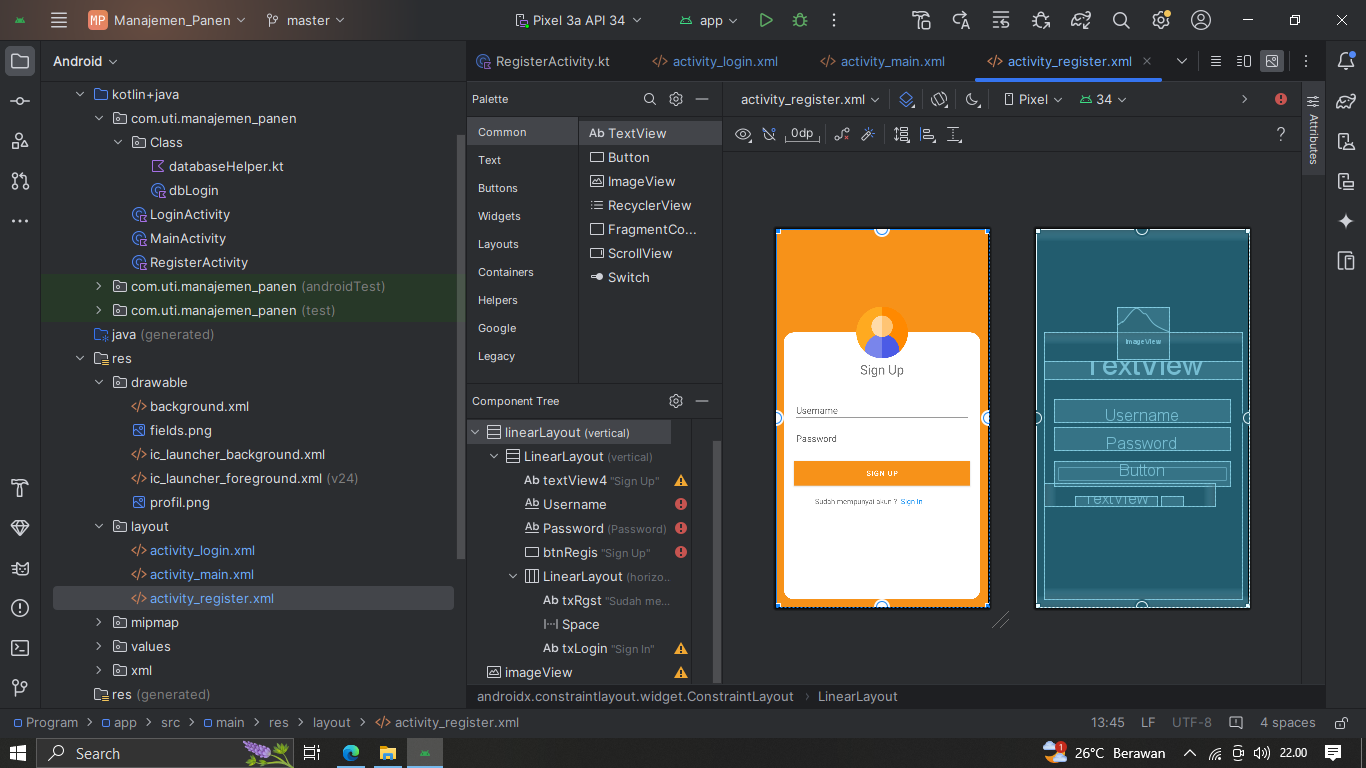 MP Manajemen_Panen
master
Pixel 3a API 34
app
Android
kotlin+java
com.uti.manajemen_panen
Class
databaseHelper.kt
dbLogin
LoginActivity
MainActivity
RegisterActivity
com.uti.manajemen_panen (androidTest)
com.uti.manajemen_panen (test)
java (generated)
res
drawable
background.xml
fields.png
ic_launcher_background.xml
ic_launcher_foreground.xml (v24)
profil.png
layout
activity_login.xml
activity_main.xml
activity_register.xml
mipmap
values
xml
res (generated)
RegisterActivity.kt
activity_login.xml
activity_main.xml
activity_register.xml
Palette
Common
Text
Buttons
Widgets
Layouts
Containers
Helpers
Google
Legacy
Ab TextView
Button
ImageView
RecyclerView
FragmentCo...
ScrollView
Switch
Component Tree
linearLayout (vertical)
LinearLayout (vertical)
Ab textView4 "Sign Up"
Ab Username
Ab Password (Password)
btnRegis "Sign Up"
LinearLayout (horizo...
Ab txRgst "Sudah me...
Space
Ab txLogin "Sign In"
imageView
activity_register.xml
Pixel
34
0dp
?
Attributes
Sign Up
Username
Password
SIGN UP
Sudah mempunyai akun ? Sign In
ImageView
TextView
Username
Password
Button
TextView
androidx.constraintlayout.widget.ConstraintLayout
LinearLayout
Program
app
src
main
res
layout
activity_register.xml
13:45
LF
UTF-8
4 spaces
Search
1
26°C Berawan
22.00